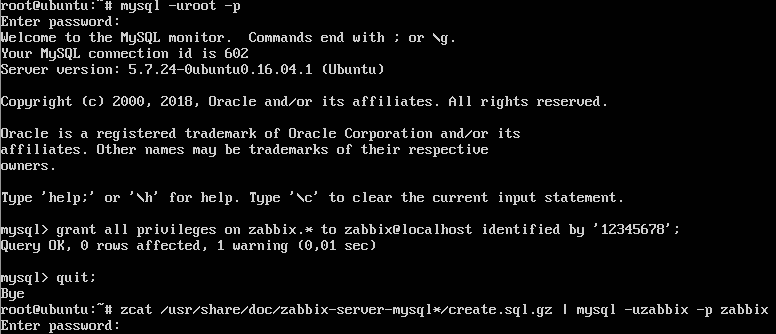 root@ubuntu:~# mysql -uroot -p
Enter password:
Welcome to the MySQL monitor.  Commands end with ; or \g.
Your MySQL connection id is 602
Server version: 5.7.24-0ubuntu0.16.04.1 (Ubuntu)
Copyright (c) 2000, 2018, Oracle and/or its affiliates. All rights reserved.
Oracle is a registered trademark of Oracle Corporation and/or its
affiliates. Other names may be trademarks of their respective
owners.
Type 'help;' or '\h' for help. Type '\c' to clear the current input statement.
mysql> grant all privileges on zabbix.* to zabbix@localhost identified by '12345678';
Query OK, 0 rows affected, 1 warning (0,01 sec)
mysql> quit;
Bye
root@ubuntu:~# zcat /usr/share/doc/zabbix-server-mysql*/create.sql.gz | mysql -uzabbix -p zabbix
Enter password: